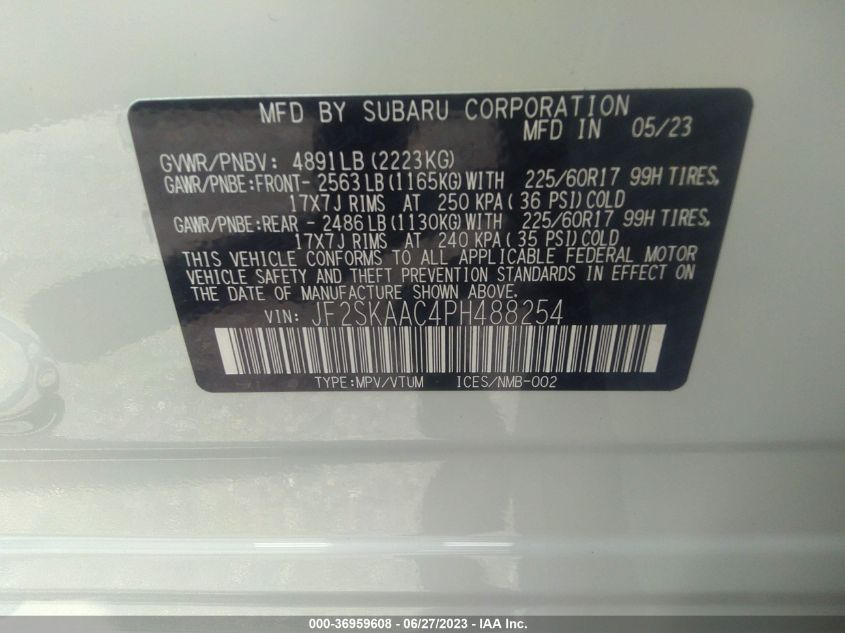 MFD BY SUBARU CORPORATION
MFD IN 05/23
GVWR/PNBV: 4891LB (2223KG)
GAWR/PNBE:FRONT- 2563LB (1165KG) WITH 225/60R17 99H TIRES,
17X7J RIMS AT 250 KPA ( 36 PSI) COLD
GAWR/PNBE:REAR - 2486LB (1130KG) WITH 225/60R17 99H TIRES,
17X7J RIMS AT 240 KPA ( 35 PSI) COLD
THIS VEHICLE CONFORMS TO ALL APPLICABLE FEDERAL MOTOR
VEHICLE SAFETY AND THEFT PREVENTION STANDARDS IN EFFECT ON
THE DATE OF MANUFACTURE SHOWN ABOVE.
VIN: JF2SKAAC4PH488254
TYPE:MPV/VTUM ICES/NMB-002
000-36959608 - 06/27/2023 - IAA Inc.